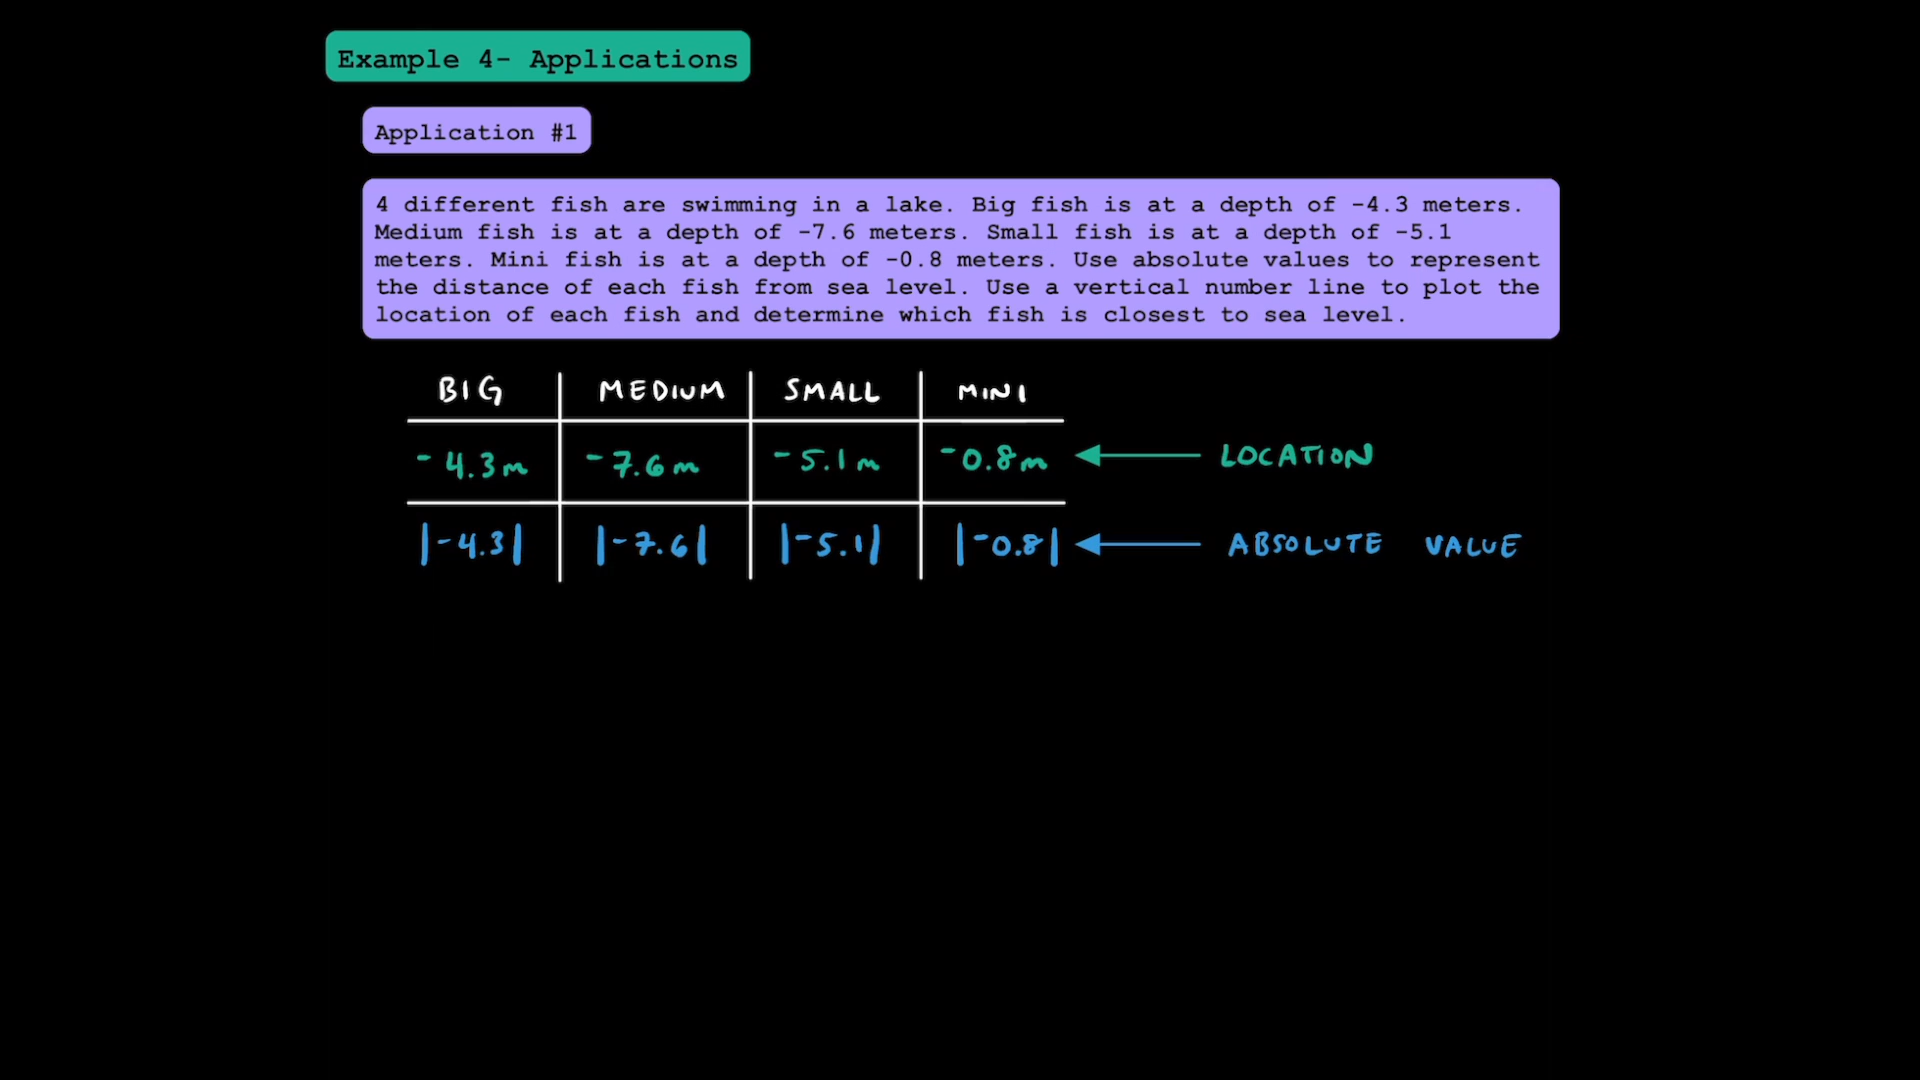 Example 4- Applications
Application #1
4 different fish are swimming in a lake. Big fish is at a depth of -4.3 meters.
Medium fish is at a depth of -7.6 meters. Small fish is at a depth of -5.1
meters. Mini fish is at a depth of -0.8 meters. Use absolute values to represent
the distance of each fish from sea level. Use a vertical number line to plot the
location of each fish and determine which fish is closest to sea level.
BIG MEDIUM SMALL MINI
-4.3m -7.6m -5.1m -0.8m LOCATION
|-4.3| |-7.6| |-5.1| |-0.8| ABSOLUTE VALUE